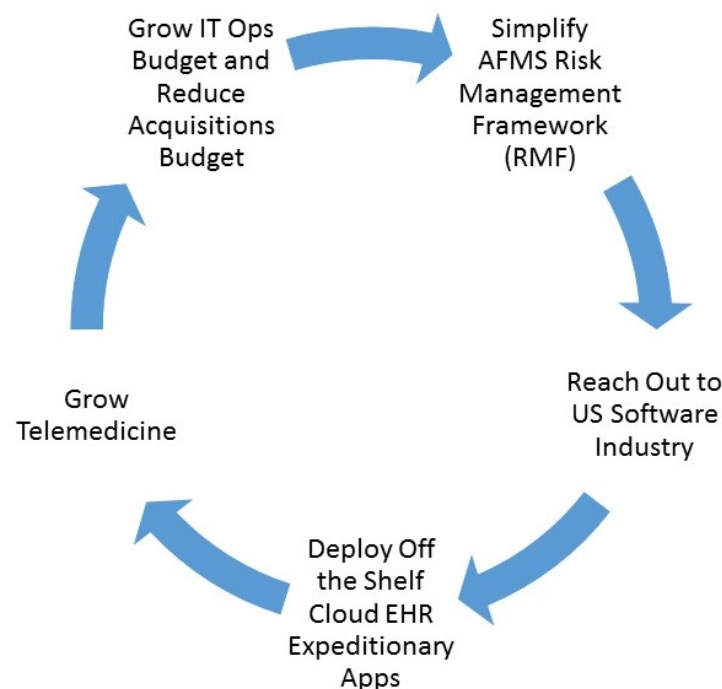 Grow IT Ops
Budget and
Reduce
Acquisitions
Budget
Simplify
AFMS Risk
Management
Framework
(RMF)
Reach Out to
US Software
Industry
Deploy Off
the Shelf
Cloud EHR
Expeditionary
Apps
Grow
Telemedicine